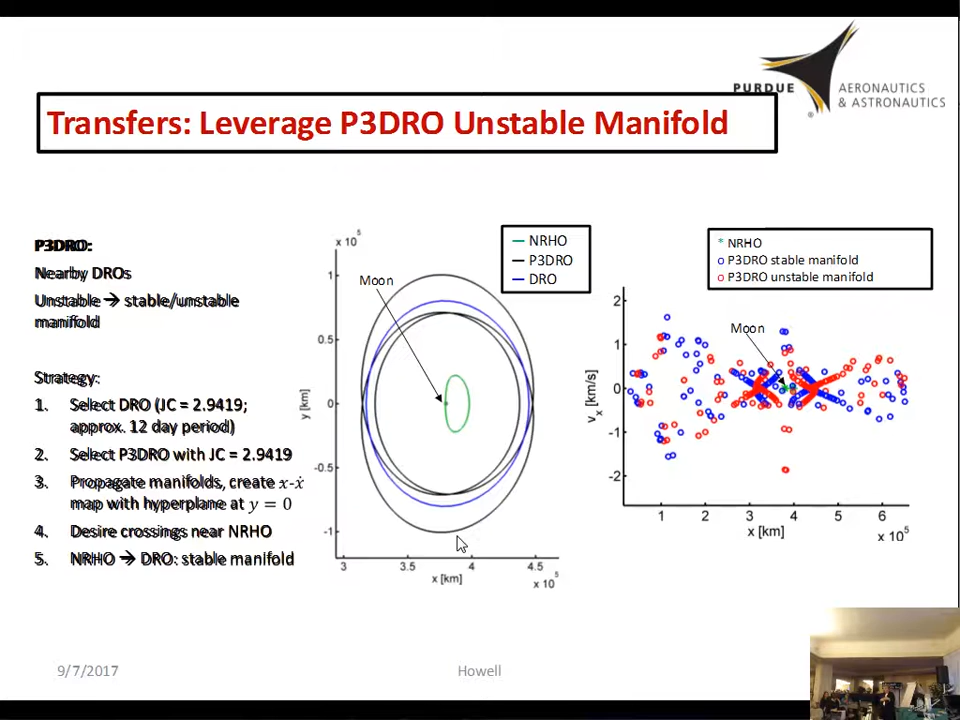 PURDUE
AERONAUTICS
& ASTRONAUTICS
®
Transfers: Leverage P3DRO Unstable Manifold
P3DRO:
Nearby DROs
Unstable → stable/unstable
manifold
Strategy:
1. Select DRO (JC = 2.9419;
approx. 12 day period)
2. Select P3DRO with JC = 2.9419
3. Propagate manifolds, create x-ẋ
map with hyperplane at y = 0
4. Desire crossings near NRHO
5. NRHO → DRO: stable manifold
x 10^5
NRHO
P3DRO
DRO
Moon
1
0.5
0
-0.5
-1
y [km]
3 3.5 4 4.5
x [km]
x 10^5
* NRHO
o P3DRO stable manifold
o P3DRO unstable manifold
Moon
2
1
0
-1
-2
v_x [km/s]
1 2 3 4 5 6
x [km]
x 10^5
9/7/2017
Howell